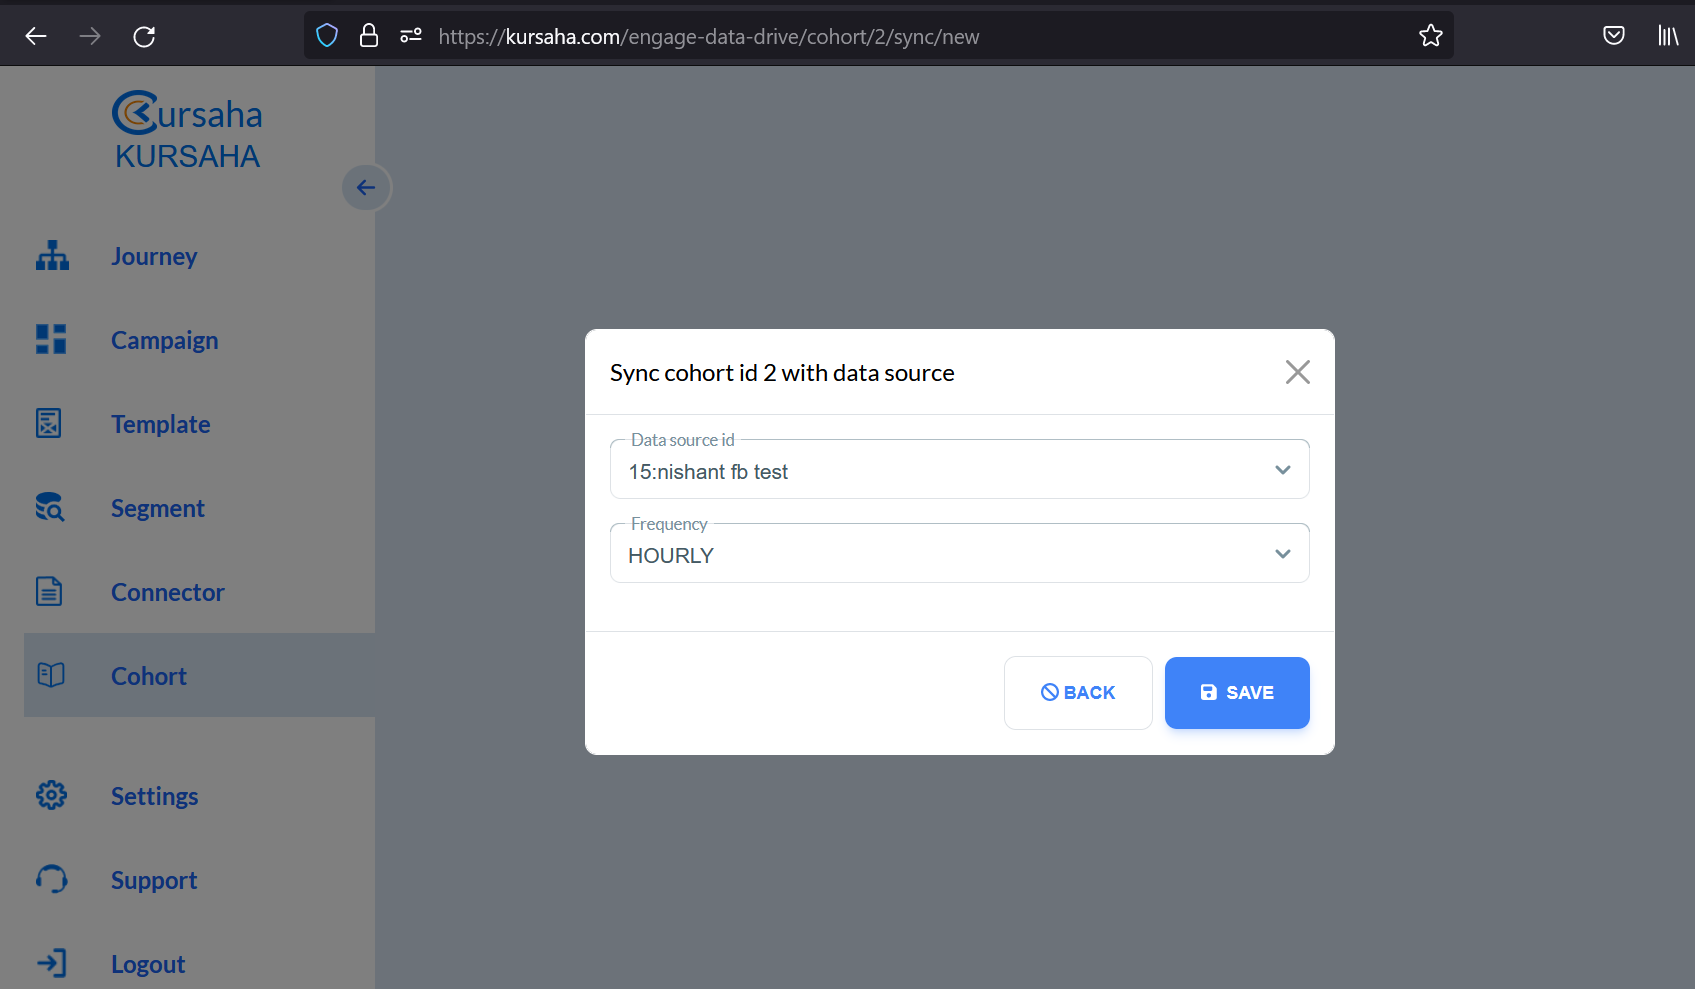 https://kursaha.com/engage-data-drive/cohort/2/sync/new
Cursaha
KURSAHA
Journey
Campaign
Template
Segment
Connector
Cohort
Settings
Support
Logout
Sync cohort id 2 with data source
Data source id
15:nishant fb test
Frequency
HOURLY
BACK
SAVE